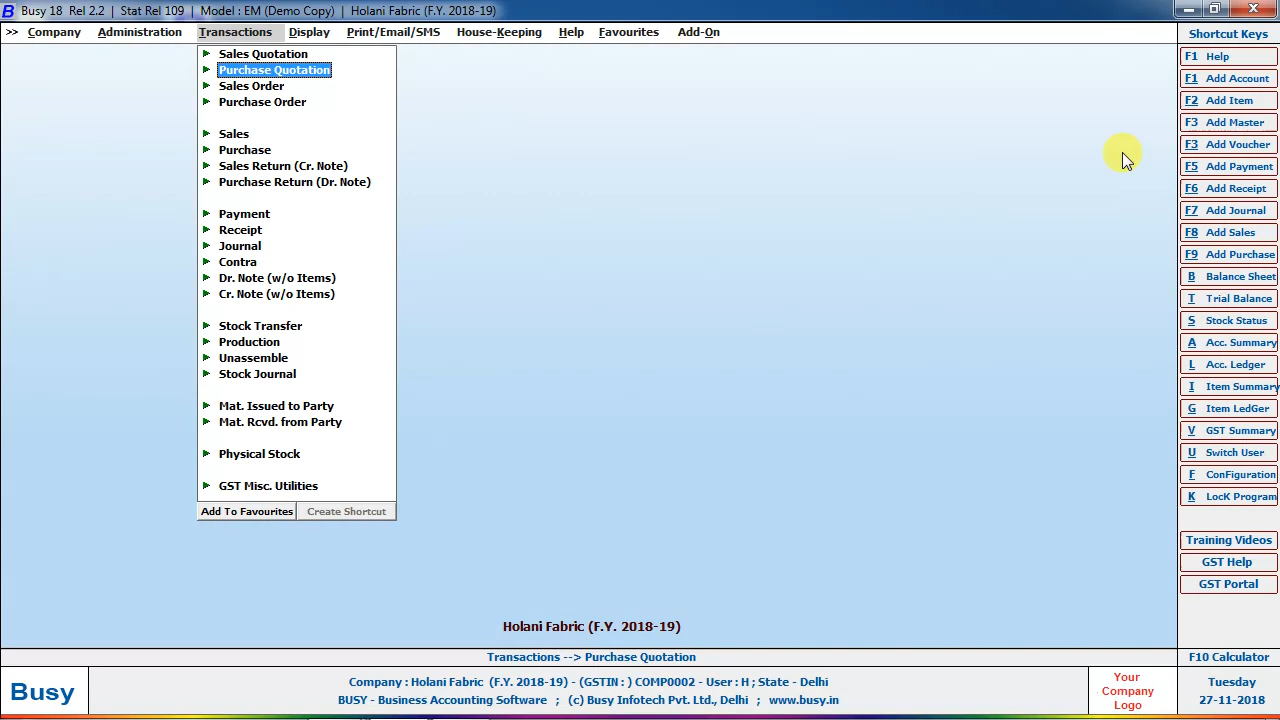 Busy 18 Rel 2.2 | Stat Rel 109 | Model : EM (Demo Copy) | Holani Fabric (F.Y. 2018-19)
>> Company Administration Transactions Display Print/Email/SMS House-Keeping Help Favourites Add-On
Sales Quotation
Purchase Quotation
Sales Order
Purchase Order
Sales
Purchase
Sales Return (Cr. Note)
Purchase Return (Dr. Note)
Payment
Receipt
Journal
Contra
Dr. Note (w/o Items)
Cr. Note (w/o Items)
Stock Transfer
Production
Unassemble
Stock Journal
Mat. Issued to Party
Mat. Rcvd. from Party
Physical Stock
GST Misc. Utilities
Add To Favourites Create Shortcut
Shortcut Keys
F1 Help
F1 Add Account
F2 Add Item
F3 Add Master
F3 Add Voucher
F5 Add Payment
F6 Add Receipt
F7 Add Journal
F8 Add Sales
F9 Add Purchase
B Balance Sheet
T Trial Balance
S Stock Status
A Acc. Summary
L Acc. Ledger
I Item Summary
G Item LedGer
V GST Summary
U Switch User
F ConFiguration
K LocK Program
Training Videos
GST Help
GST Portal
Holani Fabric (F.Y. 2018-19)
Transactions --> Purchase Quotation
F10 Calculator
Busy
Company : Holani Fabric (F.Y. 2018-19) - (GSTIN : ) COMP0002 - User : H ; State - Delhi
BUSY - Business Accounting Software ; (c) Busy Infotech Pvt. Ltd., Delhi ; www.busy.in
Your
Company
Logo
Tuesday
27-11-2018